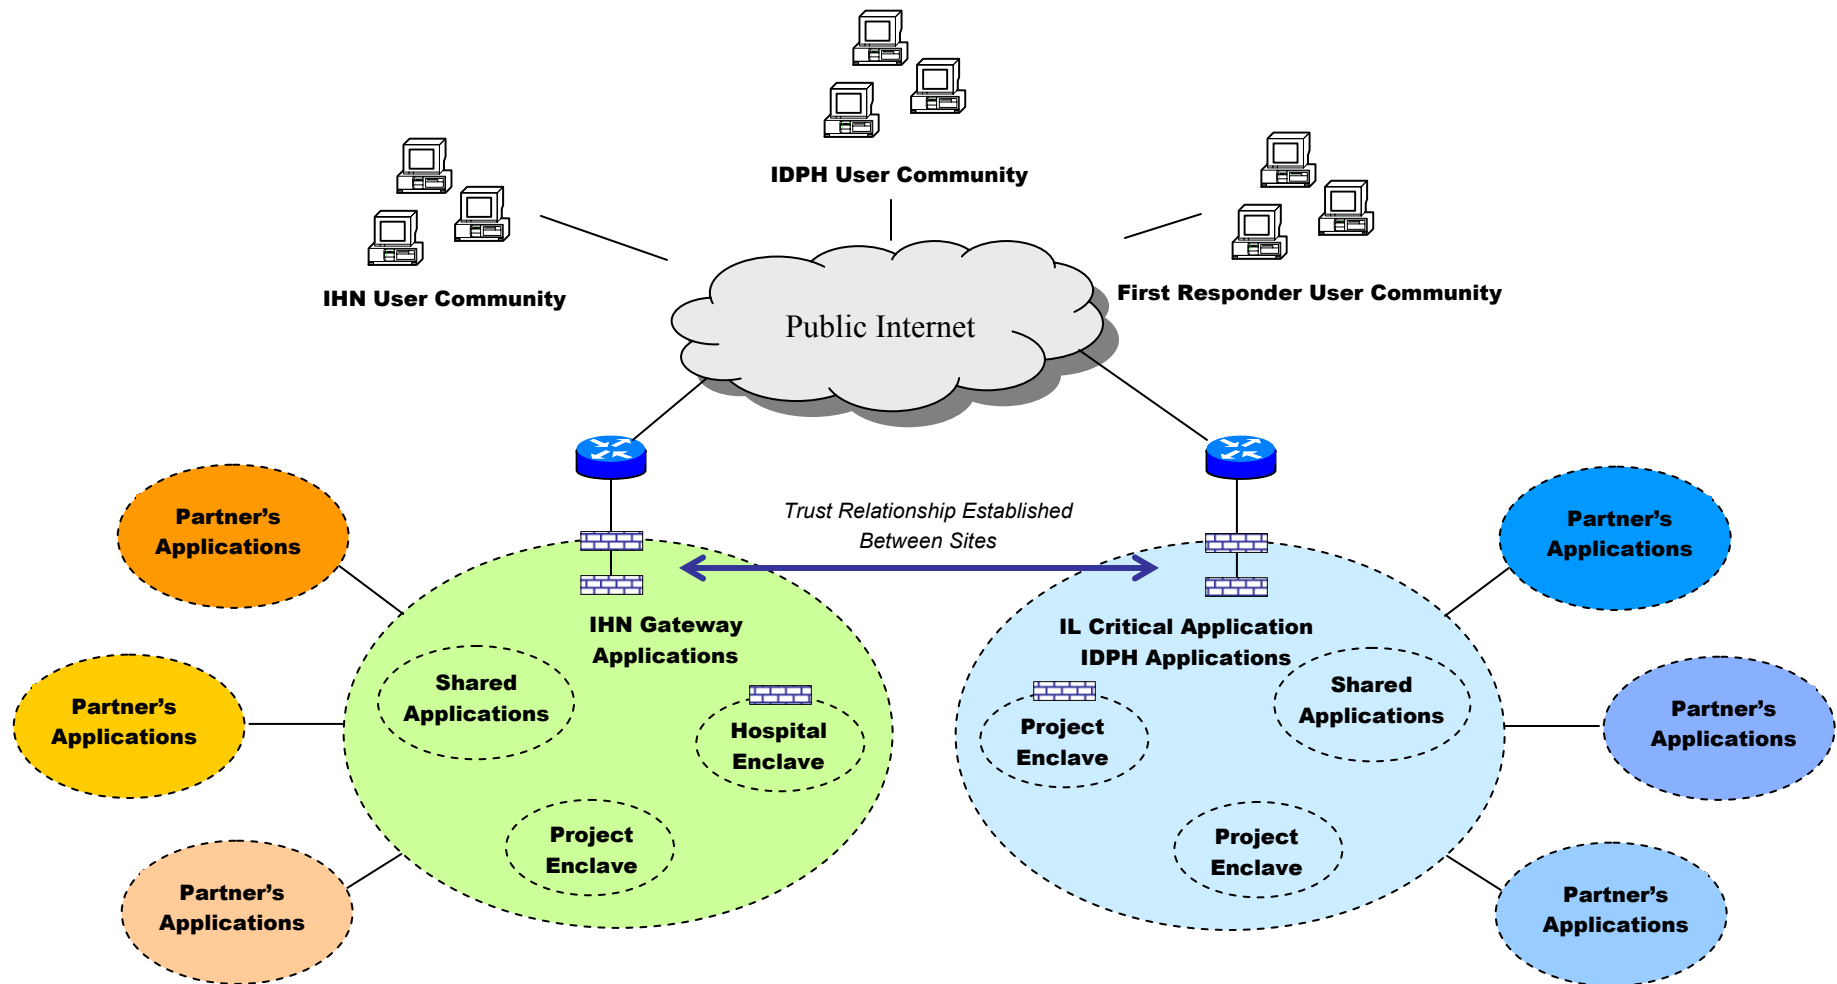 IDPH User Community
IHN User Community
First Responder User Community
Public Internet
Trust Relationship Established
Between Sites
Partner's
Applications
Partner's
Applications
Partner's
Applications
IHN Gateway
Applications
Shared
Applications
Hospital
Enclave
Project
Enclave
IL Critical Application
IDPH Applications
Project
Enclave
Shared
Applications
Project
Enclave
Partner's
Applications
Partner's
Applications
Partner's
Applications